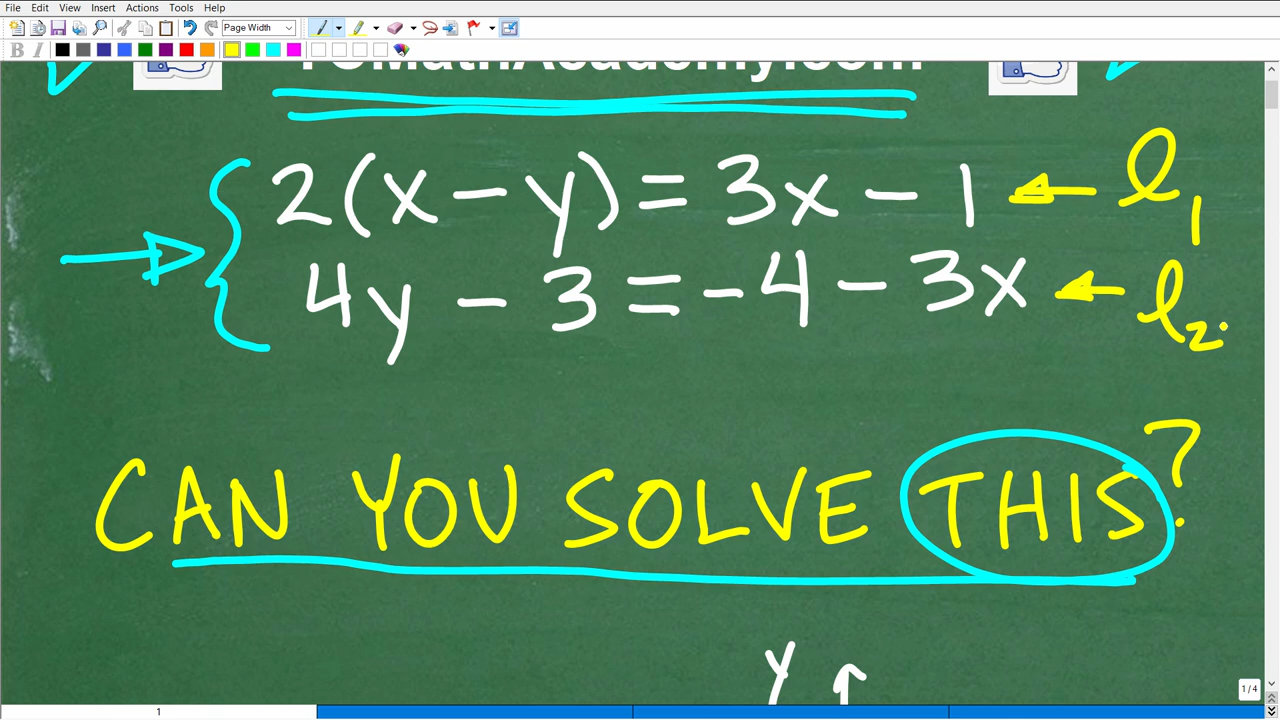 File Edit View Insert Actions Tools Help
Page Width
B I
2(x - y) = 3x - 1 ← l1
4y - 3 = -4 - 3x ← l2
CAN YOU SOLVE THIS?
y
1/4
1